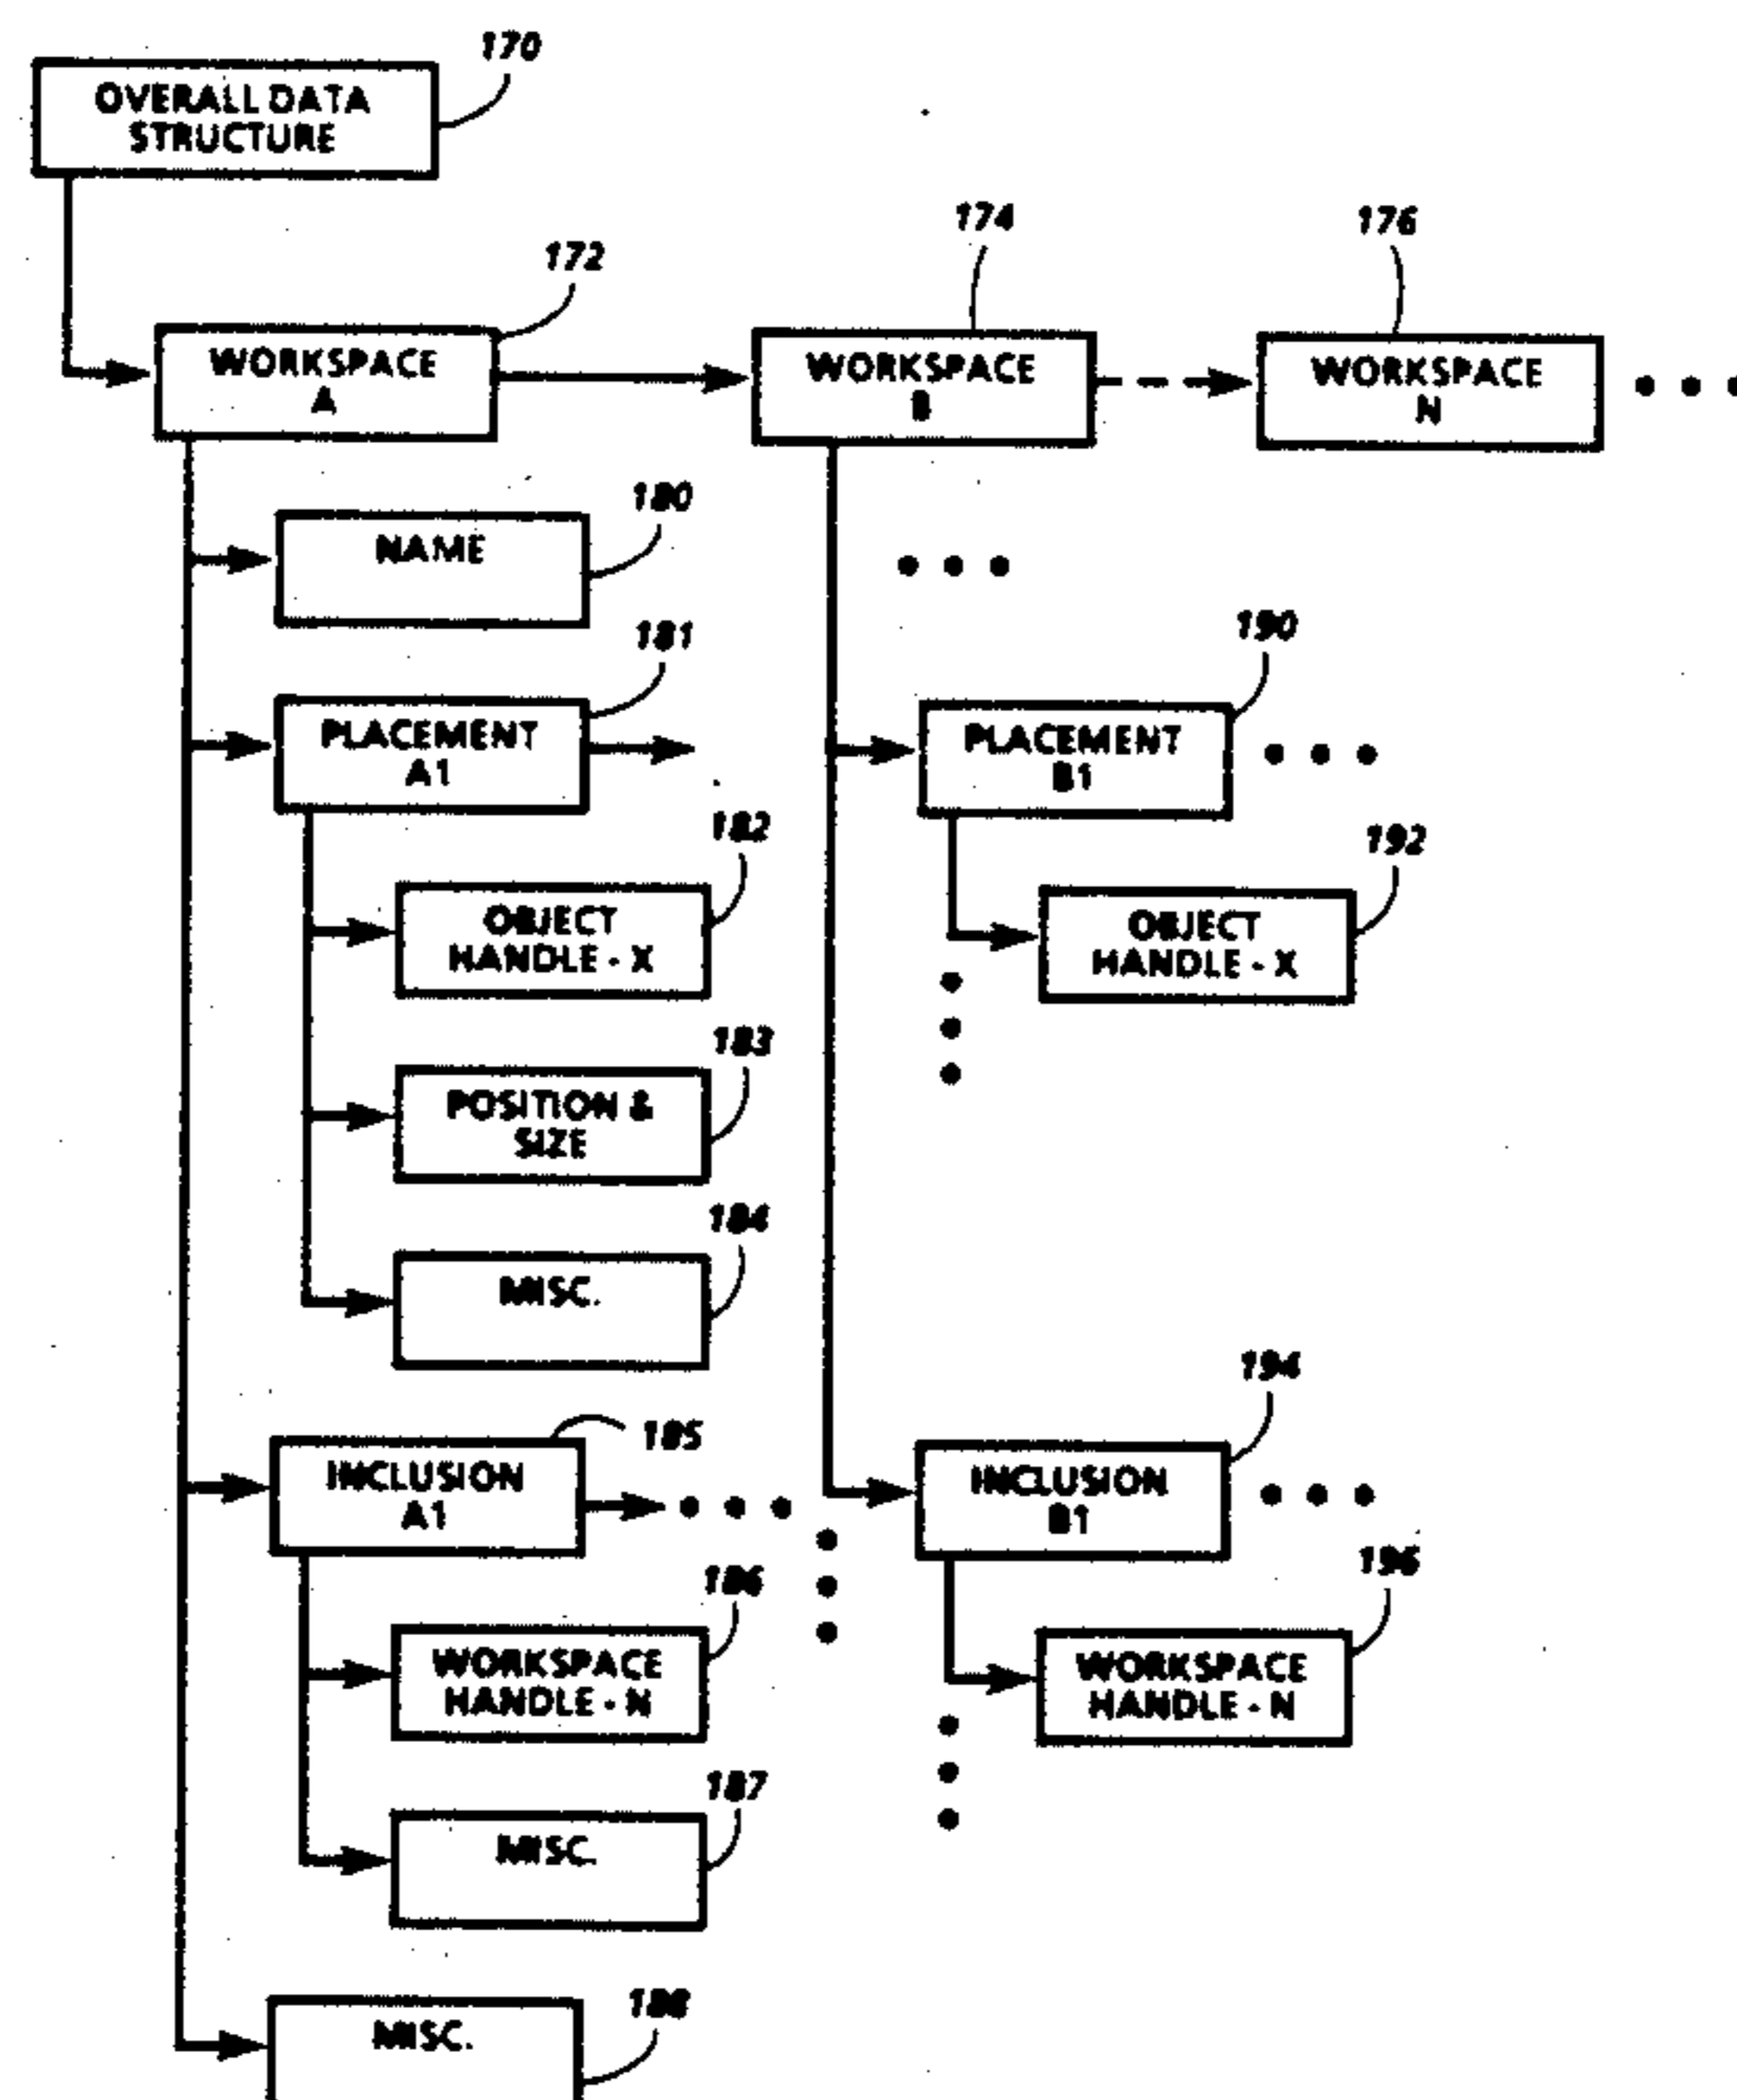 170
OVERALL DATA
STRUCTURE
172
174
176
WORKSPACE
A
WORKSPACE
B
WORKSPACE
N
180
NAME
181
PLACEMENT
A1
190
PLACEMENT
B1
182
OBJECT
HANDLE - X
192
OBJECT
HANDLE - X
183
POSITION &
SIZE
184
MISC.
185
INCLUSION
A1
194
INCLUSION
B1
186
WORKSPACE
HANDLE - N
196
WORKSPACE
HANDLE - N
187
MISC.
188
MISC.